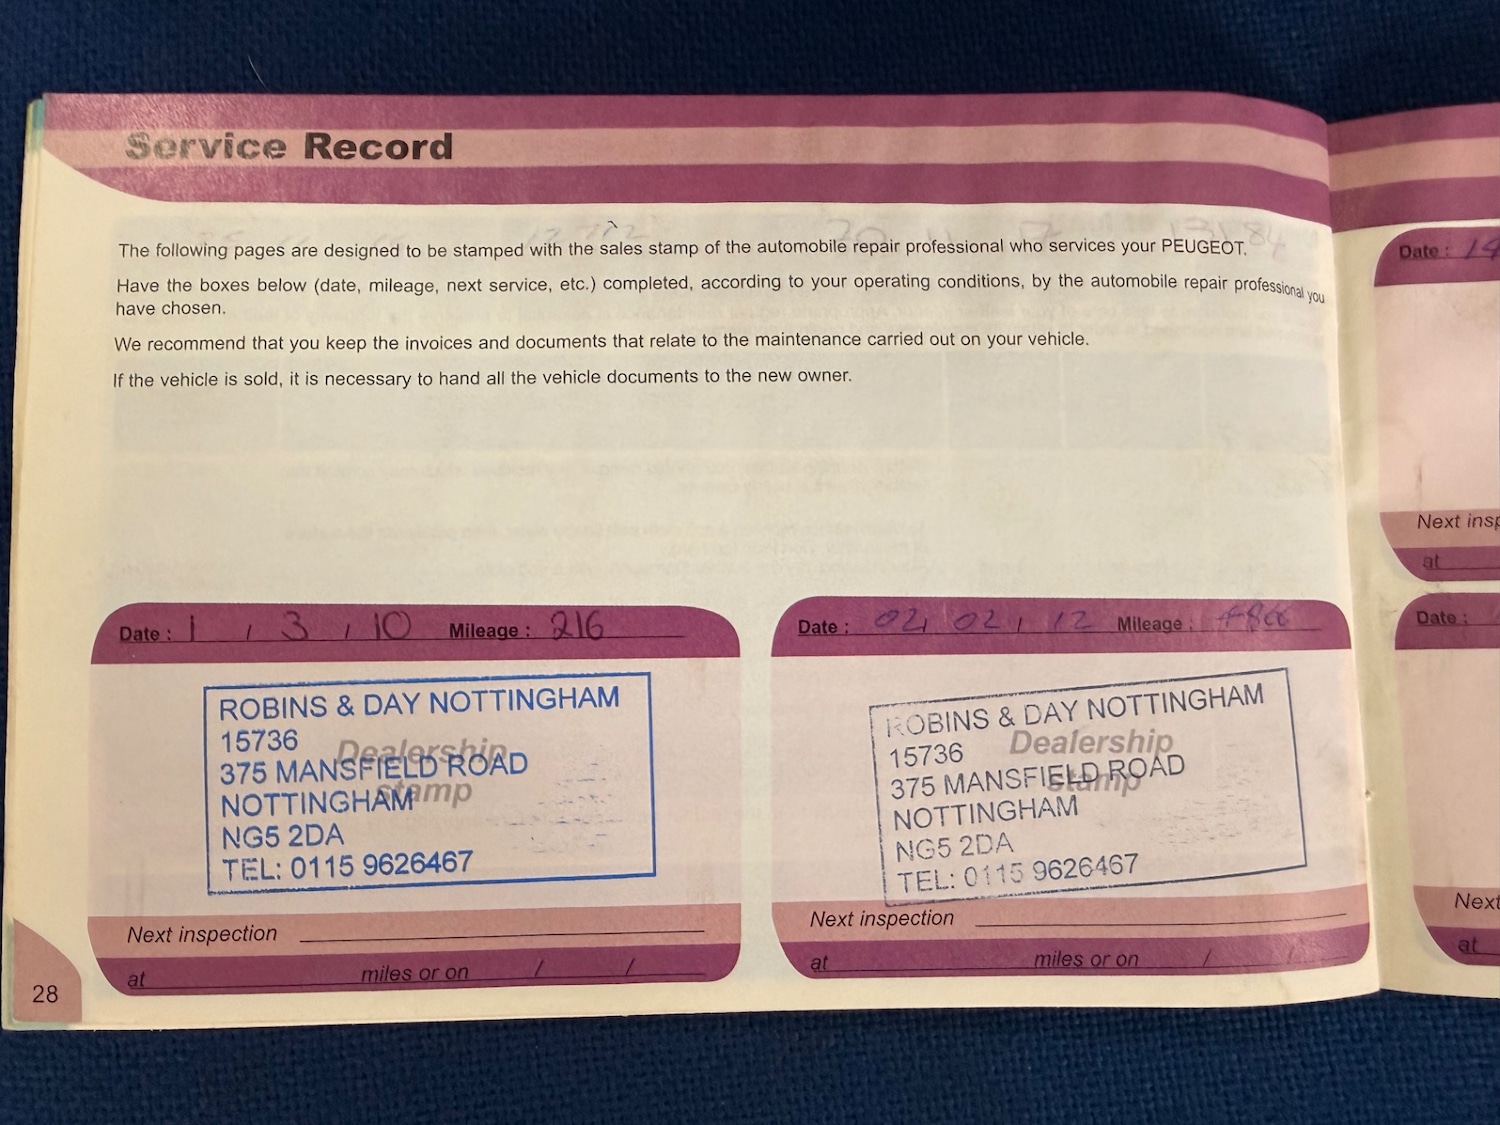 Service Record
The following pages are designed to be stamped with the sales stamp of the automobile repair professional who services your PEUGEOT.
Have the boxes below (date, mileage, next service, etc.) completed, according to your operating conditions, by the automobile repair professional you
have chosen.
We recommend that you keep the invoices and documents that relate to the maintenance carried out on your vehicle.
If the vehicle is sold, it is necessary to hand all the vehicle documents to the new owner.
Date : 1 / 3 / 10 Mileage : 216
Dealership
stamp
ROBINS & DAY NOTTINGHAM
15736
375 MANSFIELD ROAD
NOTTINGHAM
NG5 2DA
TEL: 0115 9626467
Next inspection
at miles or on / /
Date : 02 / 02 / 12 Mileage :
Dealership
stamp
ROBINS & DAY NOTTINGHAM
15736
375 MANSFIELD ROAD
NOTTINGHAM
NG5 2DA
TEL: 0115 9626467
Next inspection
at miles or on / /
28
Date : 14
Next insp
at
Date :
Next
at